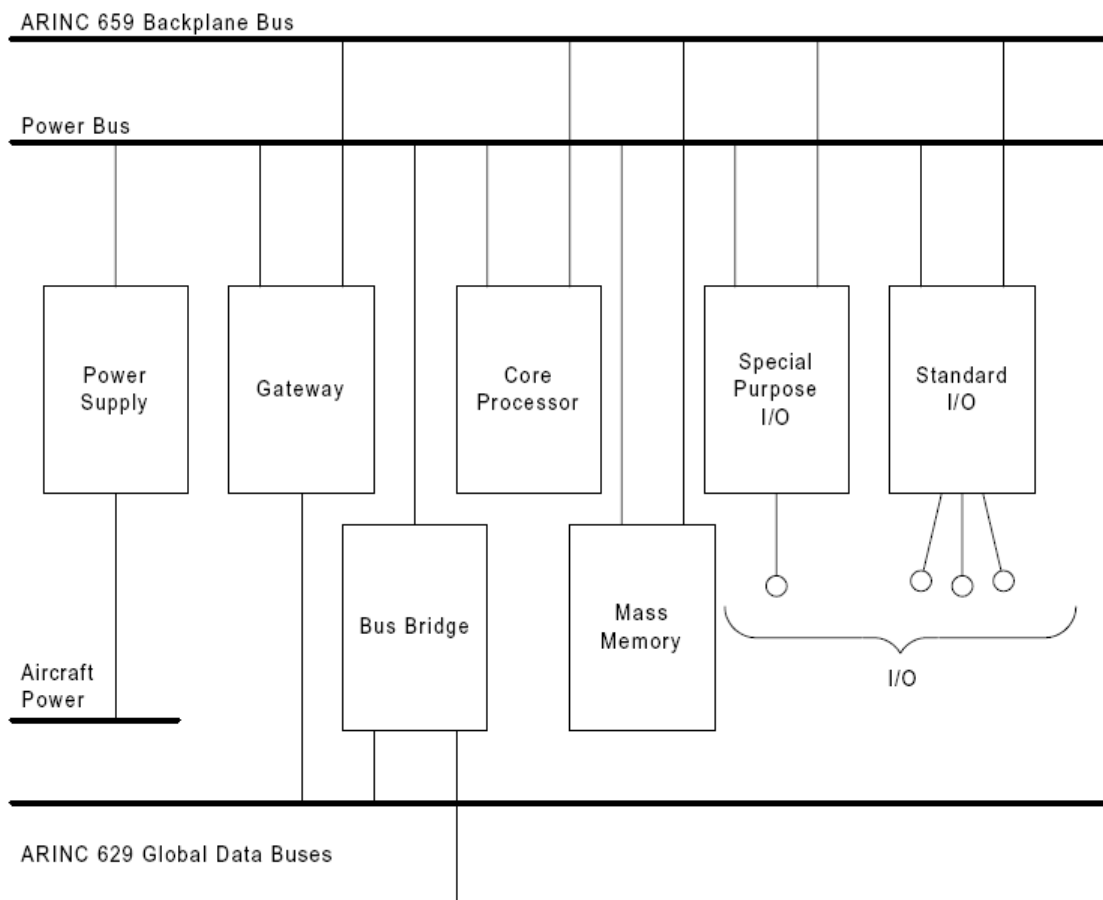 ARINC 659 Backplane Bus
Power Bus
Power
Supply
Gateway
Core
Processor
Special
Purpose
I/O
Standard
I/O
Bus Bridge
Mass
Memory
I/O
Aircraft
Power
ARINC 629 Global Data Buses